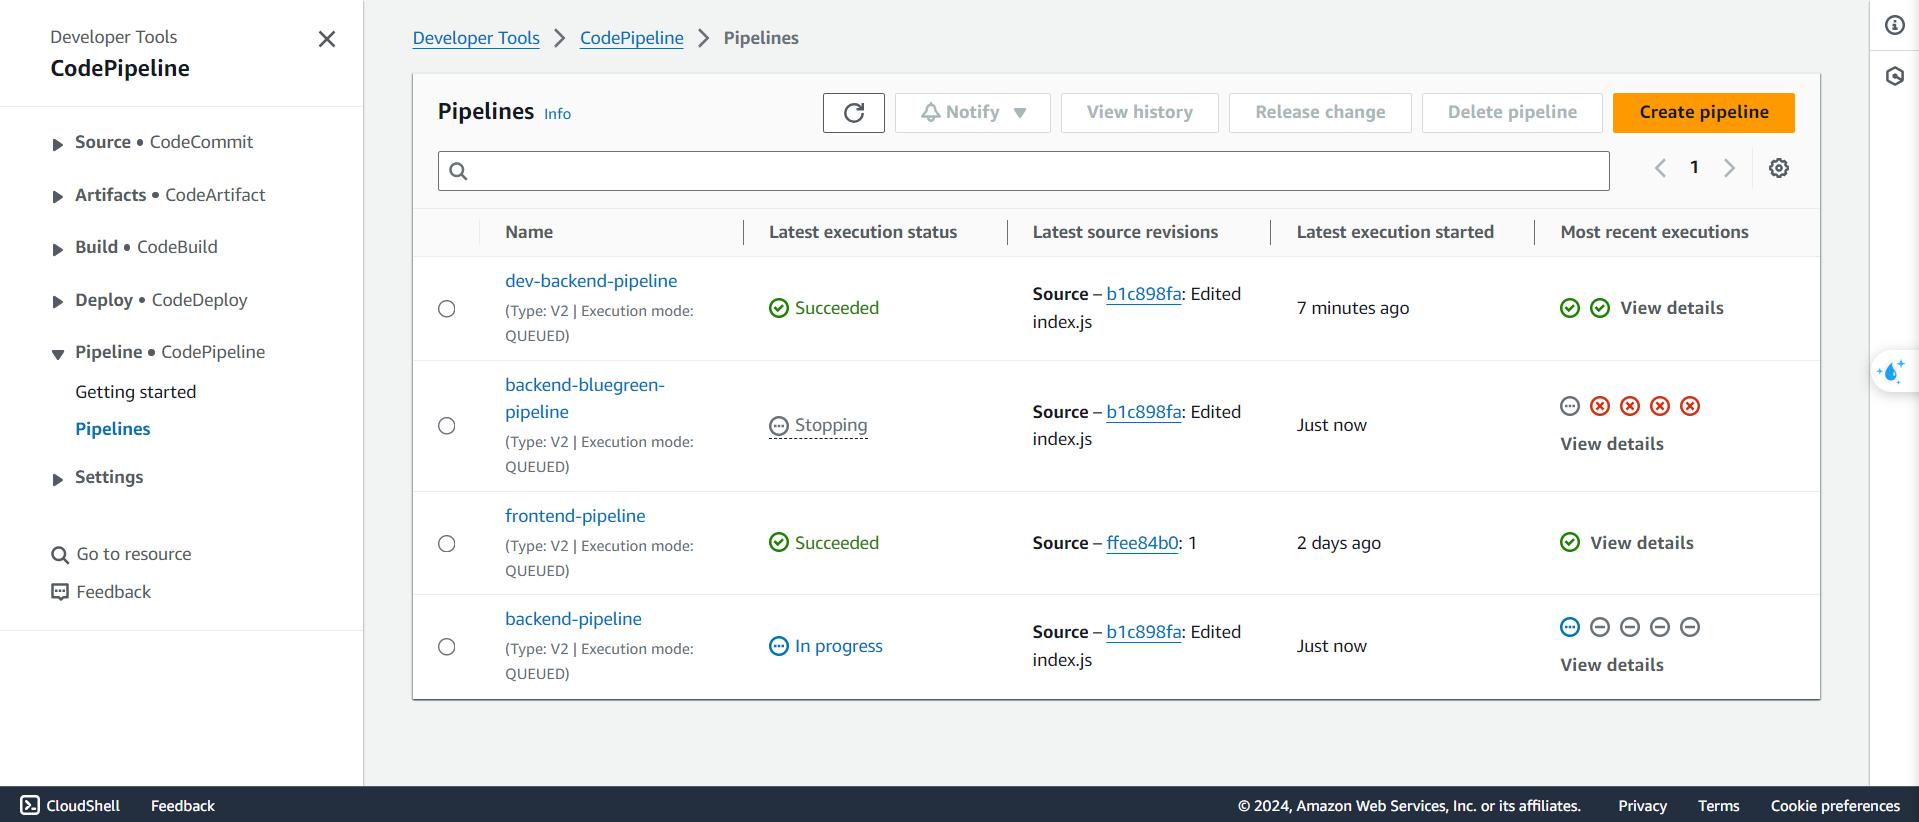 Developer Tools
CodePipeline
Source • CodeCommit
Artifacts • CodeArtifact
Build • CodeBuild
Deploy • CodeDeploy
Pipeline • CodePipeline
Getting started
Pipelines
Settings
Go to resource
Feedback
Developer Tools > CodePipeline > Pipelines
Pipelines Info
Notify
View history
Release change
Delete pipeline
Create pipeline
1
Name
Latest execution status
Latest source revisions
Latest execution started
Most recent executions
dev-backend-pipeline
(Type: V2 | Execution mode:
QUEUED)
Succeeded
Source – b1c898fa: Edited
index.js
7 minutes ago
View details
backend-bluegreen-
pipeline
(Type: V2 | Execution mode:
QUEUED)
Stopping
Source – b1c898fa: Edited
index.js
Just now
View details
frontend-pipeline
(Type: V2 | Execution mode:
QUEUED)
Succeeded
Source – ffee84b0: 1
2 days ago
View details
backend-pipeline
(Type: V2 | Execution mode:
QUEUED)
In progress
Source – b1c898fa: Edited
index.js
Just now
View details
CloudShell
Feedback
© 2024, Amazon Web Services, Inc. or its affiliates.
Privacy
Terms
Cookie preferences